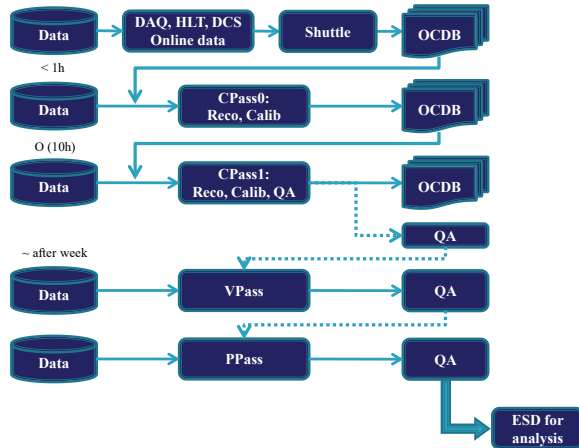 Data
DAQ, HLT, DCS
Online data
Shuttle
OCDB
< 1h
Data
CPass0:
Reco, Calib
OCDB
O (10h)
Data
CPass1:
Reco, Calib, QA
OCDB
QA
~ after week
Data
VPass
QA
Data
PPass
QA
ESD for
analysis